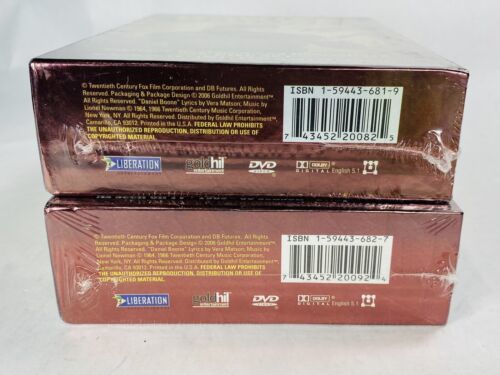 © Twentieth Century Fox Film Corporation and DB Futures. All Rights
Reserved. Packaging & Package Design © 2006 Goldhil Entertainment™
All Rights Reserved. "Daniel Boone" Lyrics by Vera Matson; Music by
Lionel Newman © 1964, 1966 Twentieth Century Music Corporation,
New York, NY. All Rights Reserved. Distributed by Goldhil Entertainment,
Camarillo, CA 93012. Printed in the U.S.A. FEDERAL LAW PROHIBITS
THE UNAUTHORIZED REPRODUCTION, DISTRIBUTION OR USE OF
COPYRIGHTED MATERIAL.
ISBN 1-59443-681-9
7 43452 20082 5
LIBERATION
goldhil
entertainment
DVD
VIDEO
DOLBY
DIGITAL English 5.1
© Twentieth Century Fox Film Corporation and DB Futures. All Rights
Reserved. Packaging & Package Design © 2006 Goldhil Entertainment™
All Rights Reserved. "Daniel Boone" Lyrics by Vera Matson; Music by
Lionel Newman © 1964, 1966 Twentieth Century Music Corporation,
New York, NY. All Rights Reserved. Distributed by Goldhil Entertainment,
Camarillo, CA 93012. Printed in the U.S.A. FEDERAL LAW PROHIBITS
THE UNAUTHORIZED REPRODUCTION, DISTRIBUTION OR USE OF
COPYRIGHTED MATERIAL.
ISBN 1-59443-682-7
7 43452 20092 4
LIBERATION
goldhil
entertainment
DVD
VIDEO
DOLBY
DIGITAL English 5.1